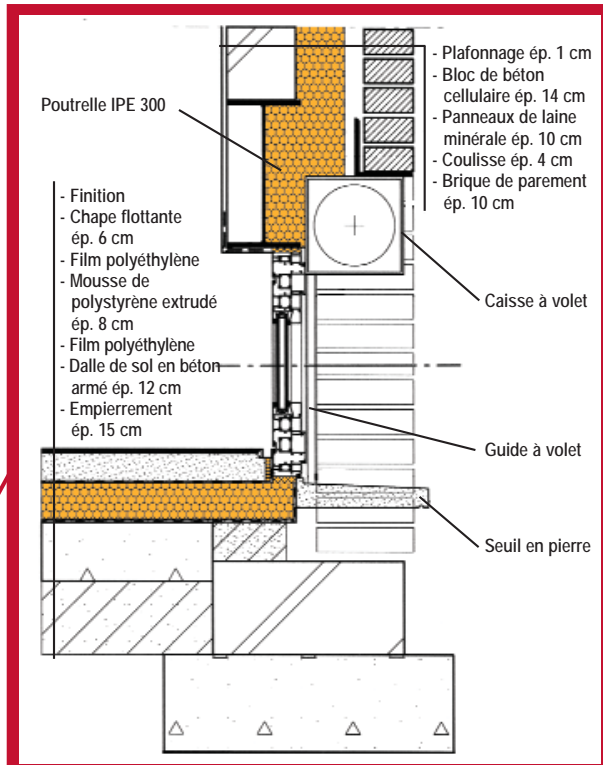 - Plafonnage ép. 1 cm
- Bloc de béton
cellulaire ép. 14 cm
- Panneaux de laine
minérale ép. 10 cm
- Coulisse ép. 4 cm
- Brique de parement
ép. 10 cm
Poutrelle IPE 300
- Finition
- Chape flottante
ép. 6 cm
- Film polyéthylène
- Mousse de
polystyrène extrudé
ép. 8 cm
- Film polyéthylène
- Dalle de sol en béton
armé ép. 12 cm
- Empierrement
ép. 15 cm
Caisse à volet
Guide à volet
Seuil en pierre